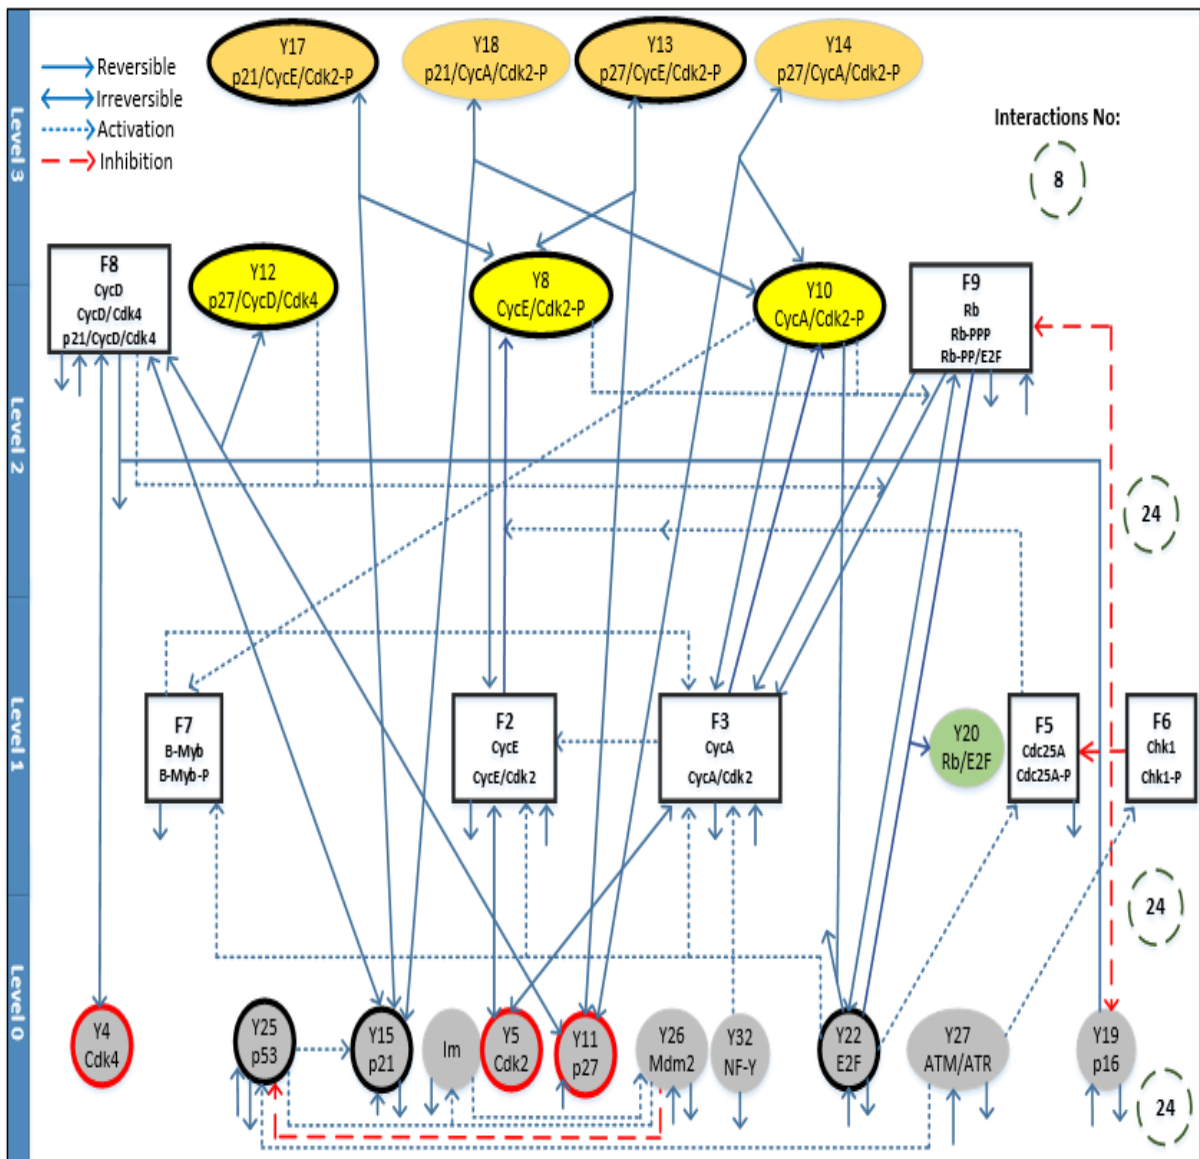 Level 3
Reversible
Irreversible
Activation
Inhibition
Y17
p21/CycE/Cdk2-P
Y18
p21/CycA/Cdk2-P
Y13
p27/CycE/Cdk2-P
Y14
p27/CycA/Cdk2-P
Interactions No:
8
Level 2
F8
CycD
CycD/Cdk4
p21/CycD/Cdk4
Y12
p27/CycD/Cdk4
Y8
CycE/Cdk2-P
Y10
CycA/Cdk2-P
F9
Rb
Rb-PPP
Rb-PP/E2F
24
Level 1
F7
B-Myb
B-Myb-P
F2
CycE
CycE/Cdk2
F3
CycA
CycA/Cdk2
Y20
Rb/E2F
F5
Cdc25A
Cdc25A-P
F6
Chk1
Chk1-P
24
Level 0
Y4
Cdk4
Y25
p53
Y15
p21
Im
Y5
Cdk2
Y11
p27
Y26
Mdm2
Y32
NF-Y
Y22
E2F
Y27
ATM/ATR
Y19
p16
24